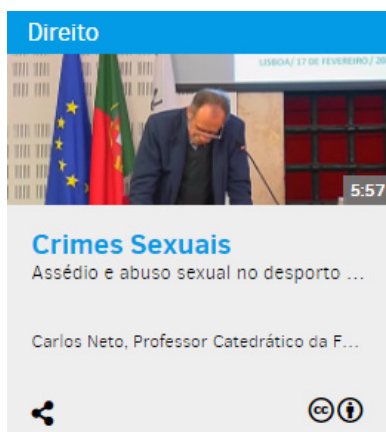 Direito
LISBOA/ 17 DE FEVEREIRO / 20
5:57
Crimes Sexuais
Assédio e abuso sexual no desporto ...
Carlos Neto, Professor Catedrático da F...
cc